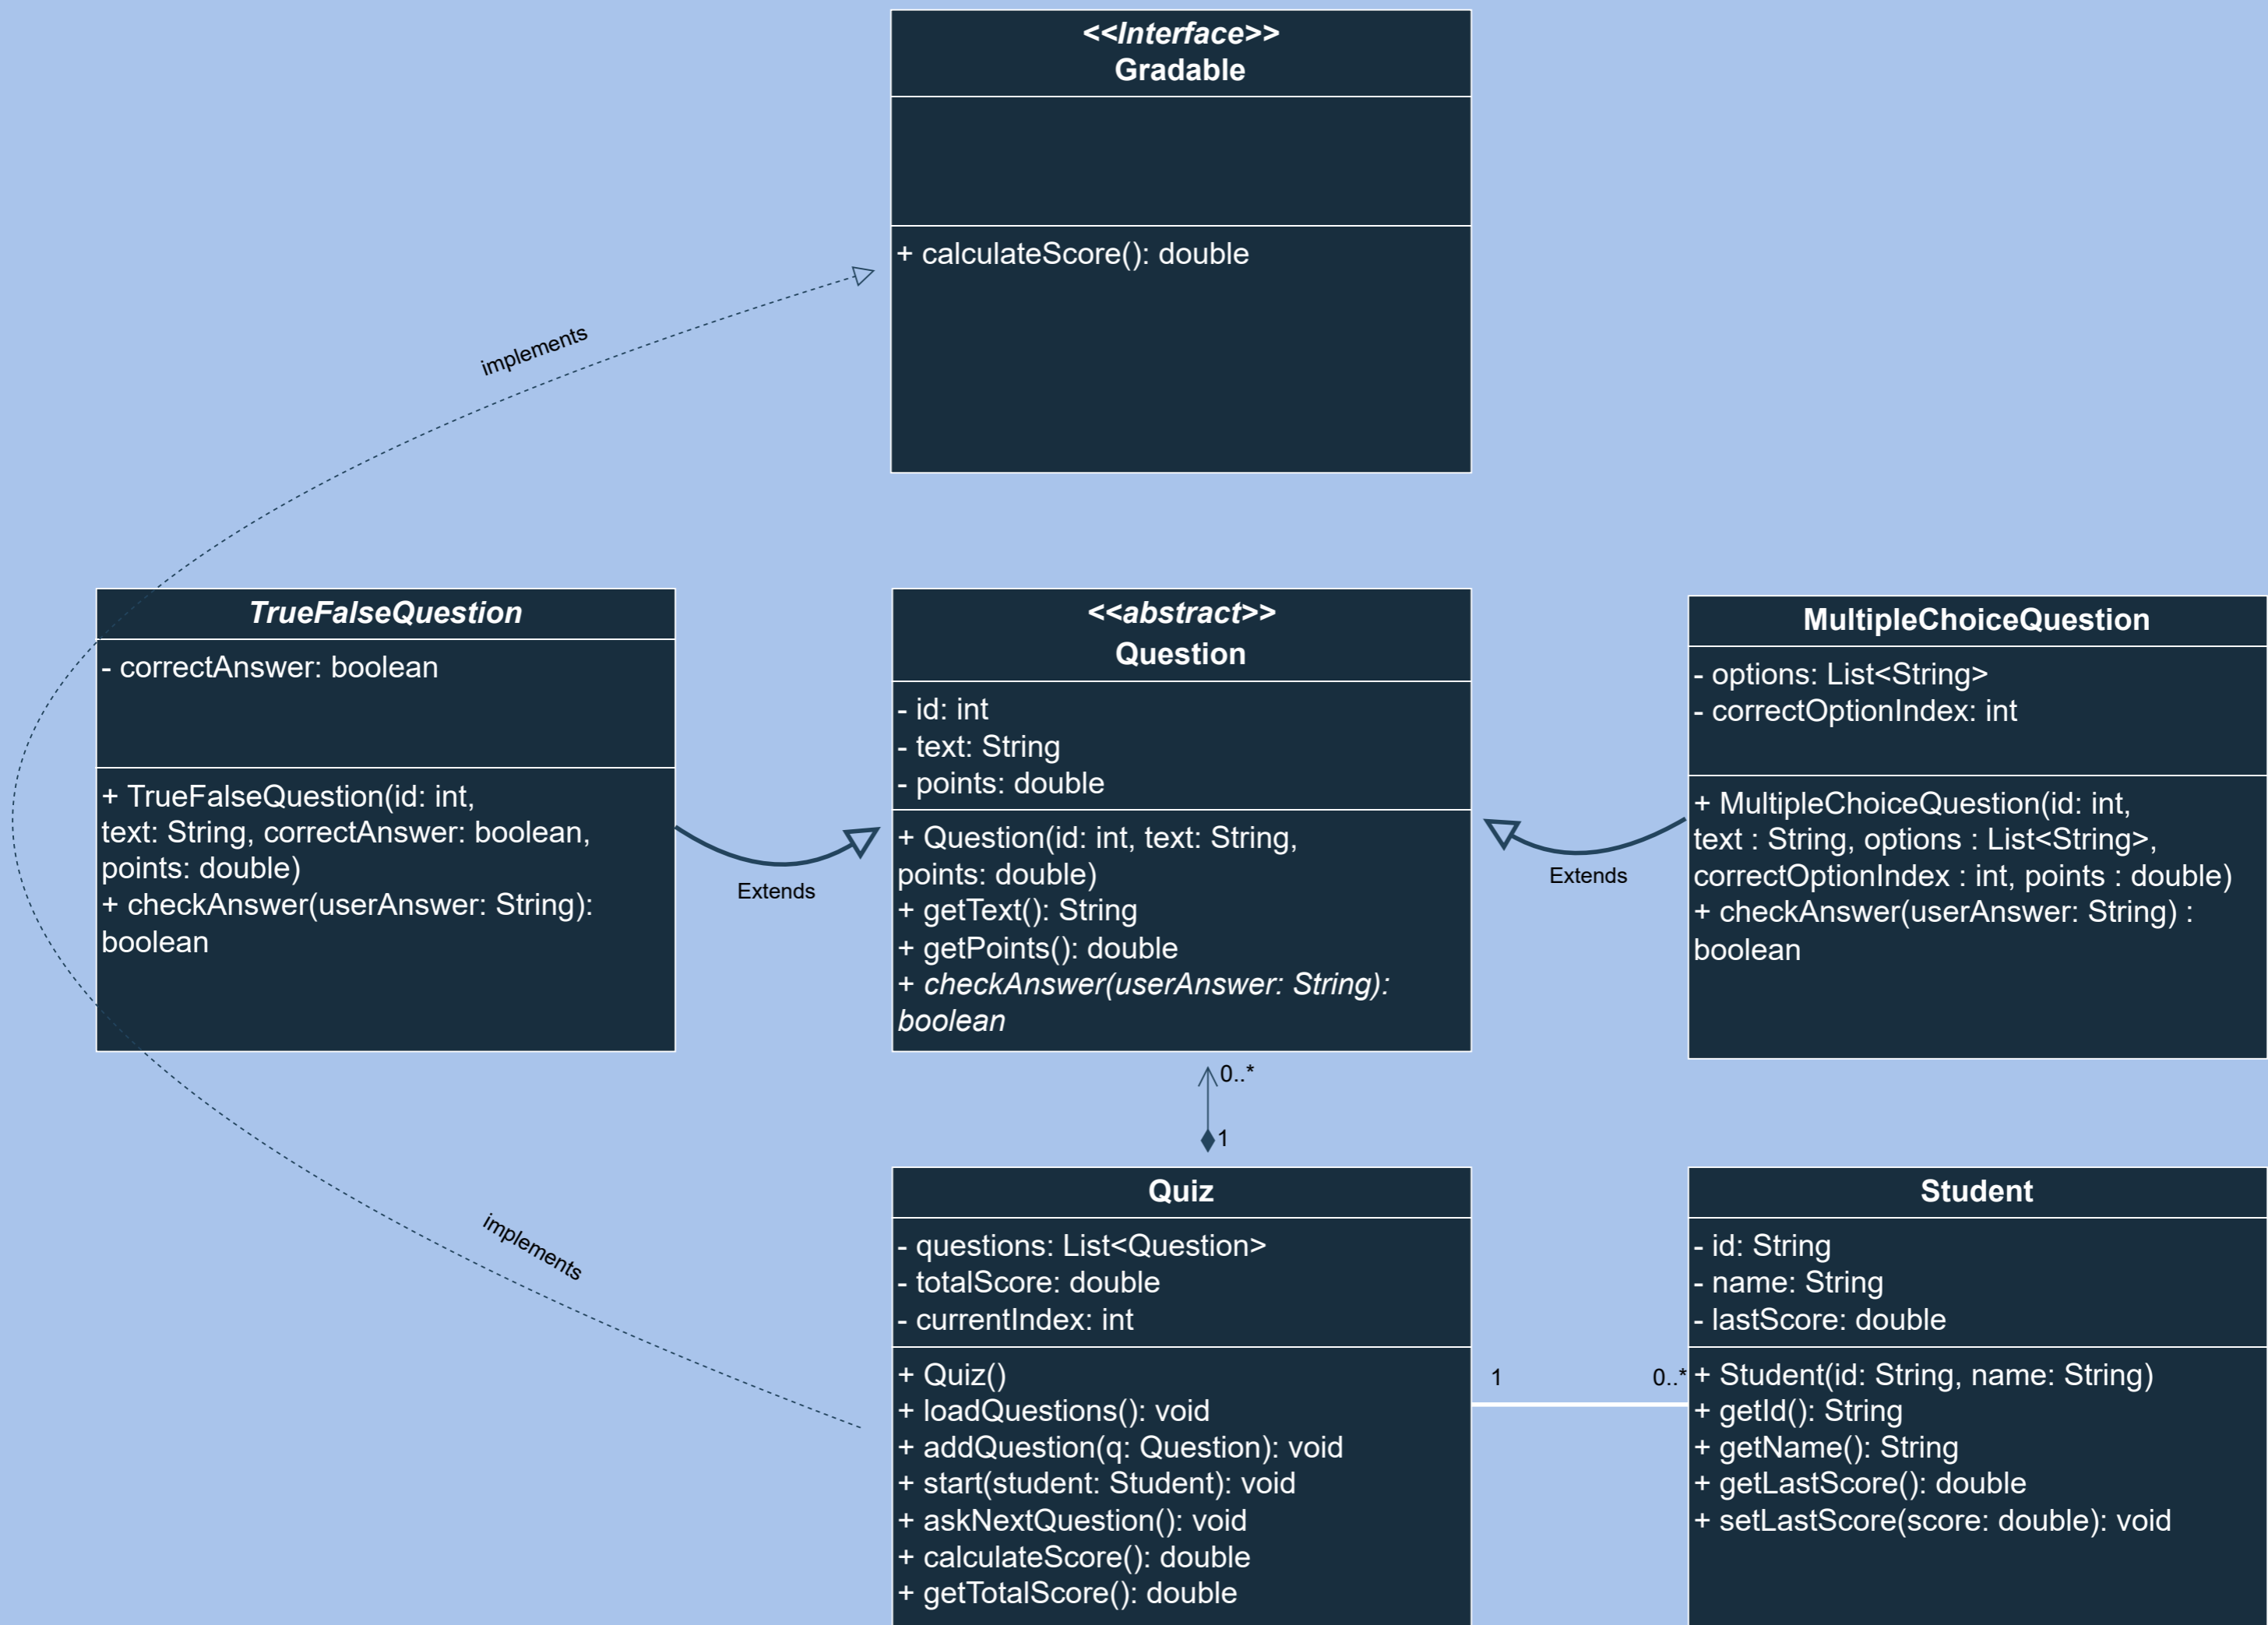 <<Interface>>
Gradable
+ calculateScore(): double
implements
TrueFalseQuestion
- correctAnswer: boolean
+ TrueFalseQuestion(id: int,
text: String, correctAnswer: boolean,
points: double)
+ checkAnswer(userAnswer: String):
boolean
Extends
<<abstract>>
Question
- id: int
- text: String
- points: double
+ Question(id: int, text: String,
points: double)
+ getText(): String
+ getPoints(): double
+ checkAnswer(userAnswer: String):
boolean
Extends
MultipleChoiceQuestion
- options: List<String>
- correctOptionIndex: int
+ MultipleChoiceQuestion(id: int,
text : String, options : List<String>,
correctOptionIndex : int, points : double)
+ checkAnswer(userAnswer: String) :
boolean
0..*
1
implements
Quiz
- questions: List<Question>
- totalScore: double
- currentIndex: int
+ Quiz()
+ loadQuestions(): void
+ addQuestion(q: Question): void
+ start(student: Student): void
+ askNextQuestion(): void
+ calculateScore(): double
+ getTotalScore(): double
1
0..*
Student
- id: String
- name: String
- lastScore: double
+ Student(id: String, name: String)
+ getId(): String
+ getName(): String
+ getLastScore(): double
+ setLastScore(score: double): void